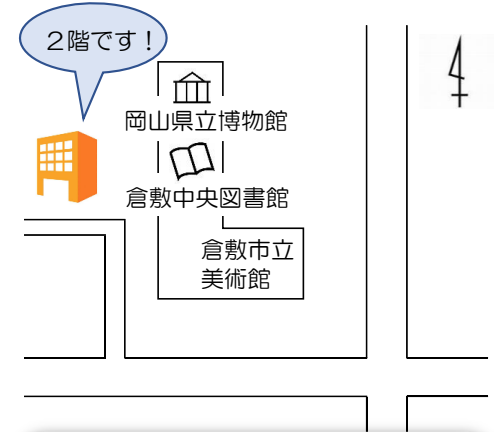 ２階です！
岡山県立博物館
倉敷中央図書館
倉敷市立
美術館